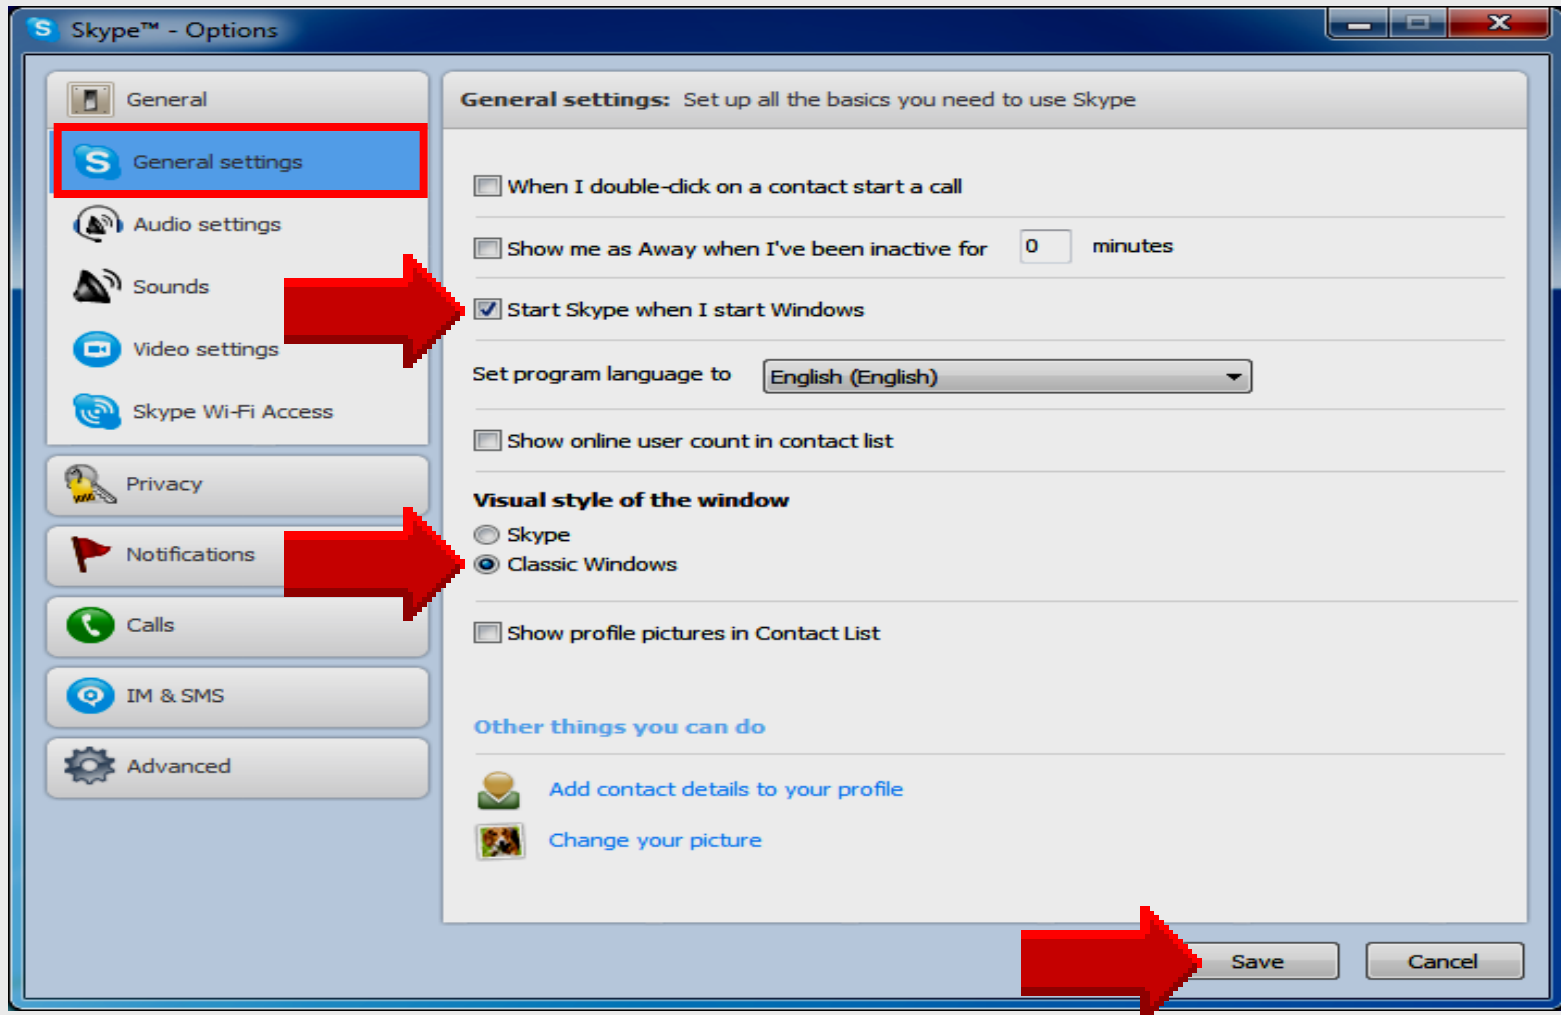 Skype™ - Options
General
General settings
Audio settings
Sounds
Video settings
Skype Wi-Fi Access
Privacy
Notifications
Calls
IM & SMS
Advanced
General settings: Set up all the basics you need to use Skype
When I double-click on a contact start a call
Show me as Away when I've been inactive for 0 minutes
Start Skype when I start Windows
Set program language to English (English)
Show online user count in contact list
Visual style of the window
Skype
Classic Windows
Show profile pictures in Contact List
Other things you can do
Add contact details to your profile
Change your picture
Save Cancel